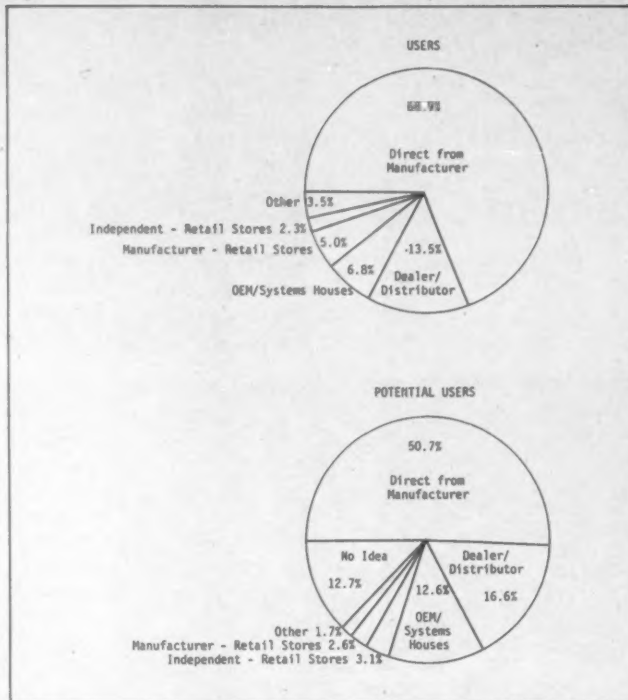 USERS
68.9%
Direct from
Manufacturer
Other 3.5%
Independent - Retail Stores 2.3%
5.0%
Manufacturer - Retail Stores
-13.5%
6.8%
Dealer/
Distributor
OEM/Systems Houses
POTENTIAL USERS
50.7%
Direct from
Manufacturer
No Idea
12.7%
Dealer/
Distributor
16.6%
12.6%
OEM/
Systems
Houses
Other 1.7%
Manufacturer - Retail Stores 2.6%
Independent - Retail Stores 3.1%